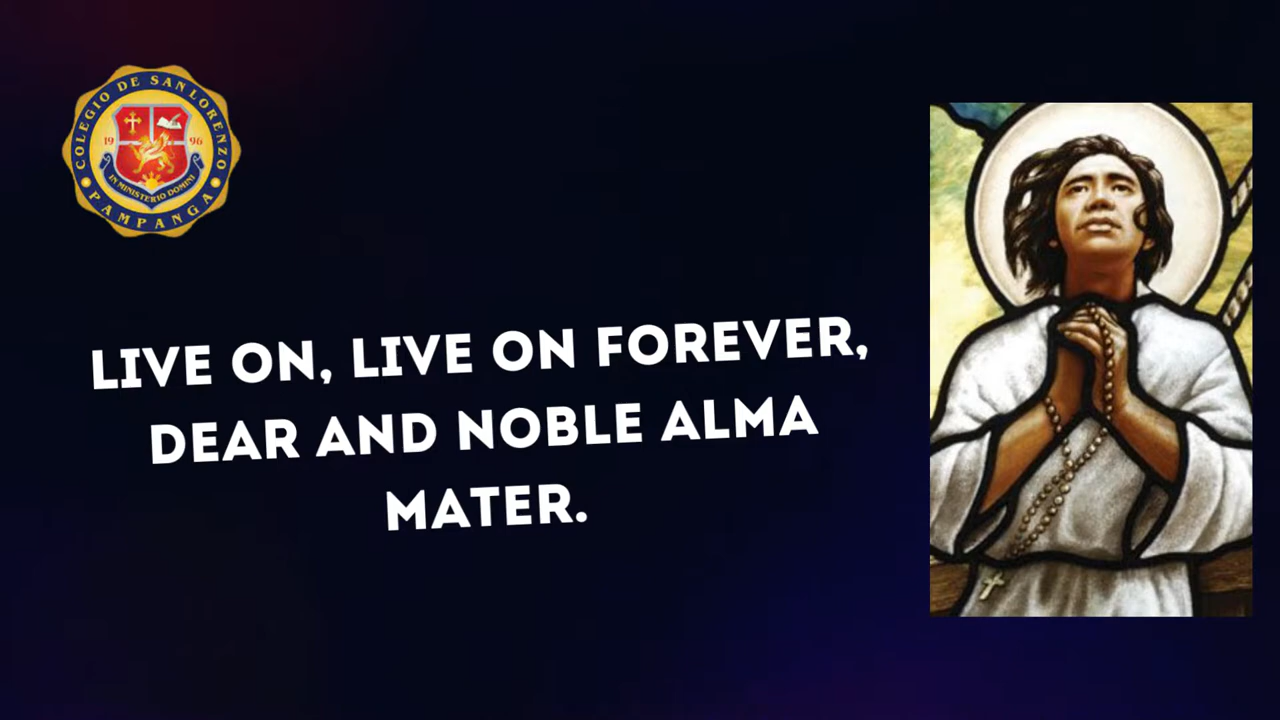 COLEGIO DE SAN LORENZO
19 96
IN MINISTERIO DOMINI
PAMPANGA
LIVE ON, LIVE ON FOREVER,
DEAR AND NOBLE ALMA
MATER.